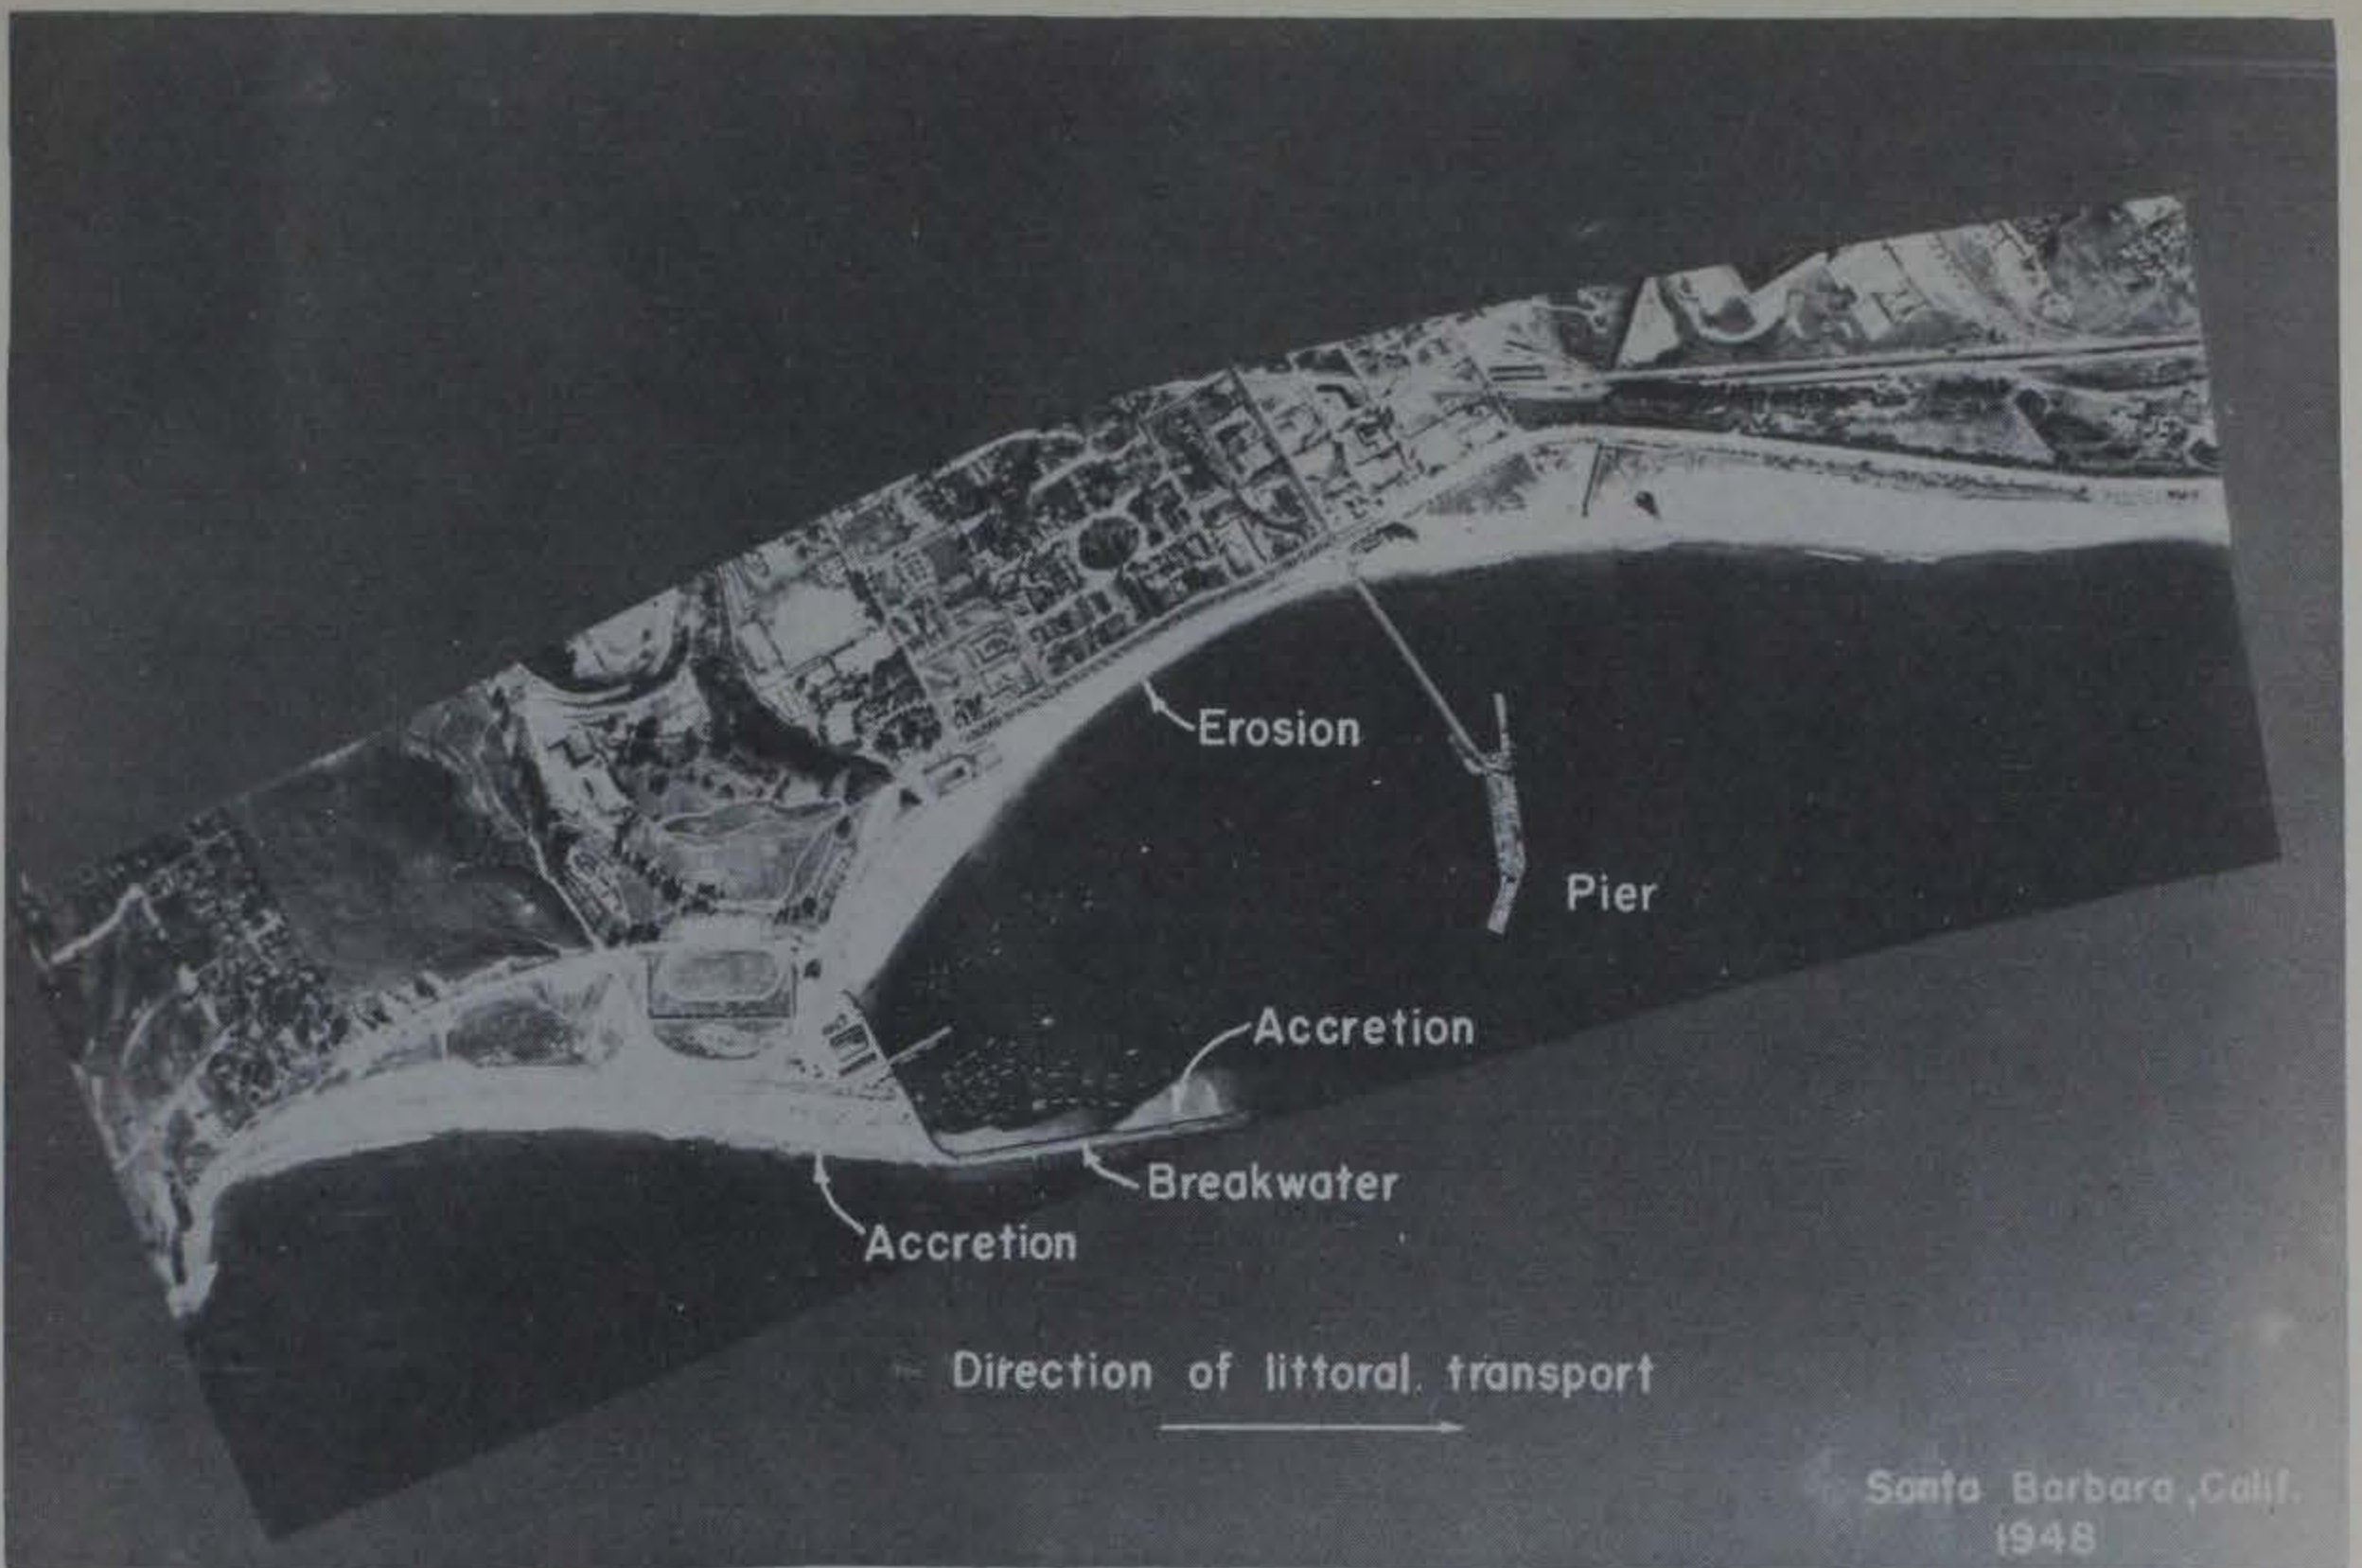 Erosion
Pier
Accretion
Breakwater
Accretion
Direction of littoral transport
Santa Barbara, Calif.
1948